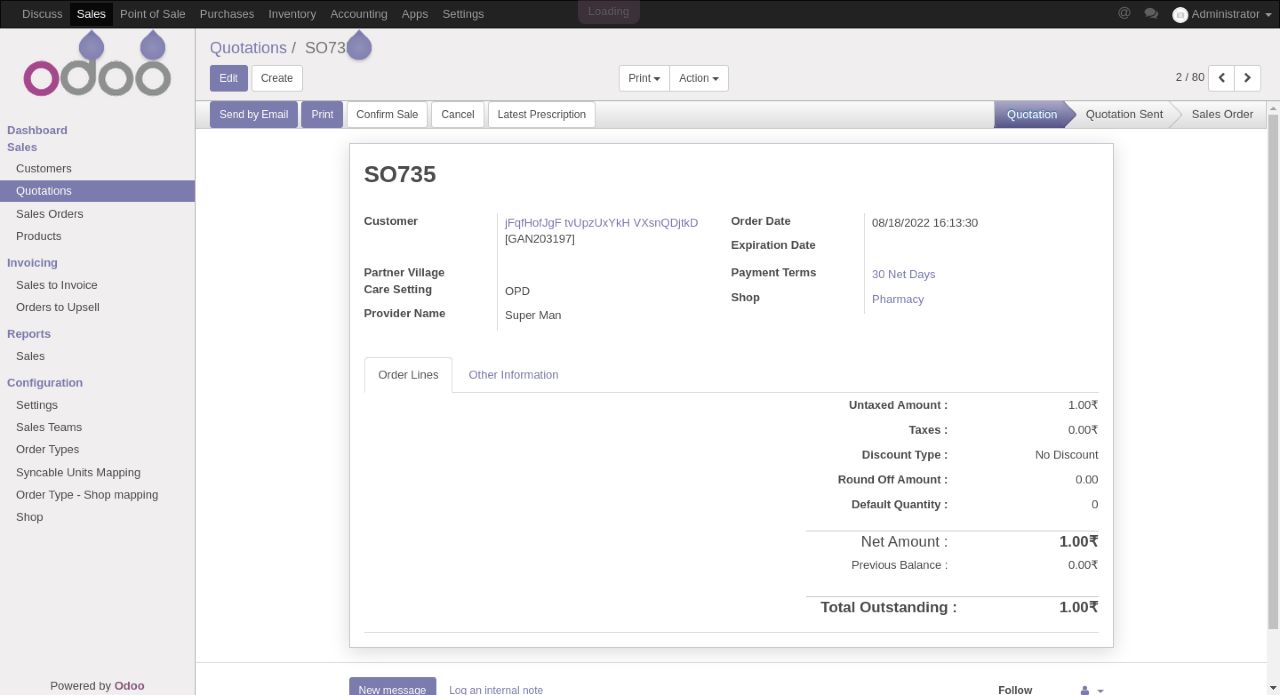 Discuss Sales Point of Sale Purchases Inventory Accounting Apps Settings Loading @ Administrator
odoo
Quotations / SO73
Edit Create Print Action 2 / 80
Send by Email Print Confirm Sale Cancel Latest Prescription Quotation Quotation Sent Sales Order
Dashboard
Sales
Customers
Quotations
Sales Orders
Products
Invoicing
Sales to Invoice
Orders to Upsell
Reports
Sales
Configuration
Settings
Sales Teams
Order Types
Syncable Units Mapping
Order Type - Shop mapping
Shop
Powered by Odoo
SO735
Customer jFqfHofJgF tvUpzUxYkH VXsnQDjtkD
[GAN203197]
Partner Village
Care Setting OPD
Provider Name Super Man
Order Date 08/18/2022 16:13:30
Expiration Date
Payment Terms 30 Net Days
Shop Pharmacy
Order Lines Other Information
Untaxed Amount : 1.00₹
Taxes : 0.00₹
Discount Type : No Discount
Round Off Amount : 0.00
Default Quantity : 0
Net Amount : 1.00₹
Previous Balance : 0.00₹
Total Outstanding : 1.00₹
New message Log an internal note Follow